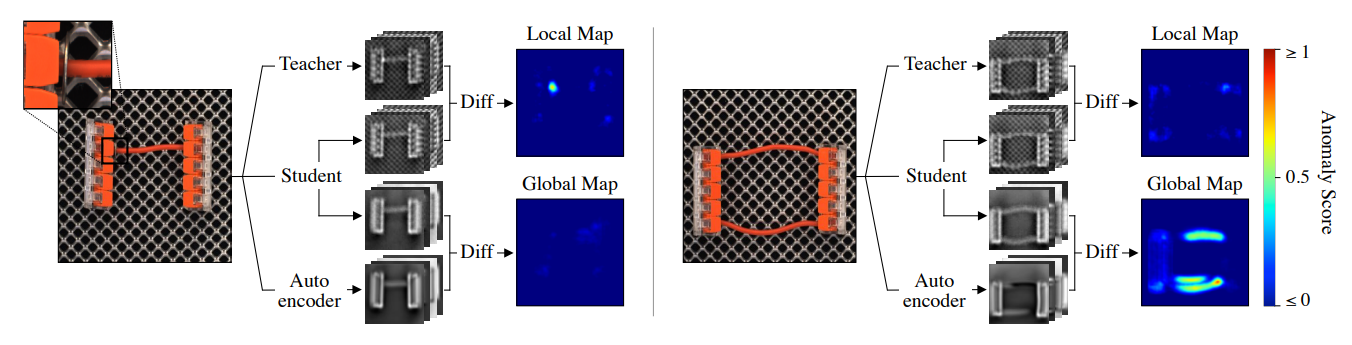 Teacher
Student
Auto
encoder
Diff
Diff
Local Map
Global Map
Teacher
Student
Auto
encoder
Diff
Diff
Local Map
Global Map
≥ 1
0.5
≤ 0
Anomaly Score